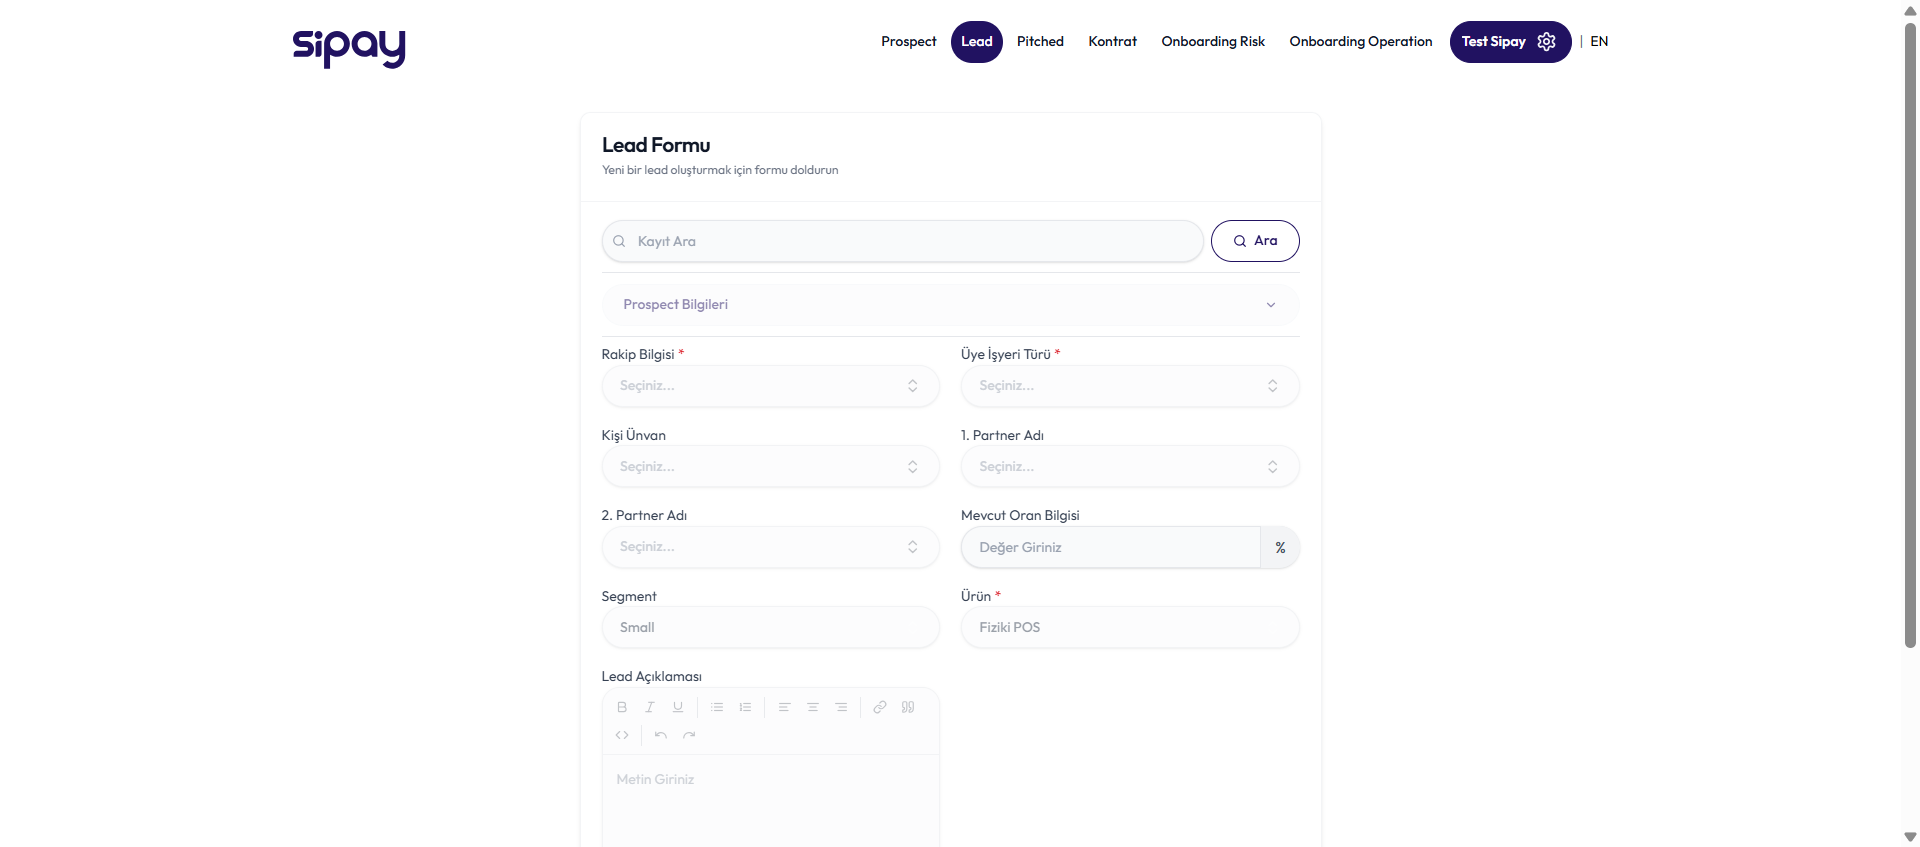 sipay
Prospect Lead Pitched Kontrat Onboarding Risk Onboarding Operation Test Sipay | EN
Lead Formu
Yeni bir lead oluşturmak için formu doldurun
Kayıt Ara
Ara
Prospect Bilgileri
Rakip Bilgisi *
Üye İşyeri Türü *
Seçiniz...
Seçiniz...
Kişi Ünvan
1. Partner Adı
Seçiniz...
Seçiniz...
2. Partner Adı
Mevcut Oran Bilgisi
Seçiniz...
Değer Giriniz
%
Segment
Ürün *
Small
Fiziki POS
Lead Açıklaması
Metin Giriniz